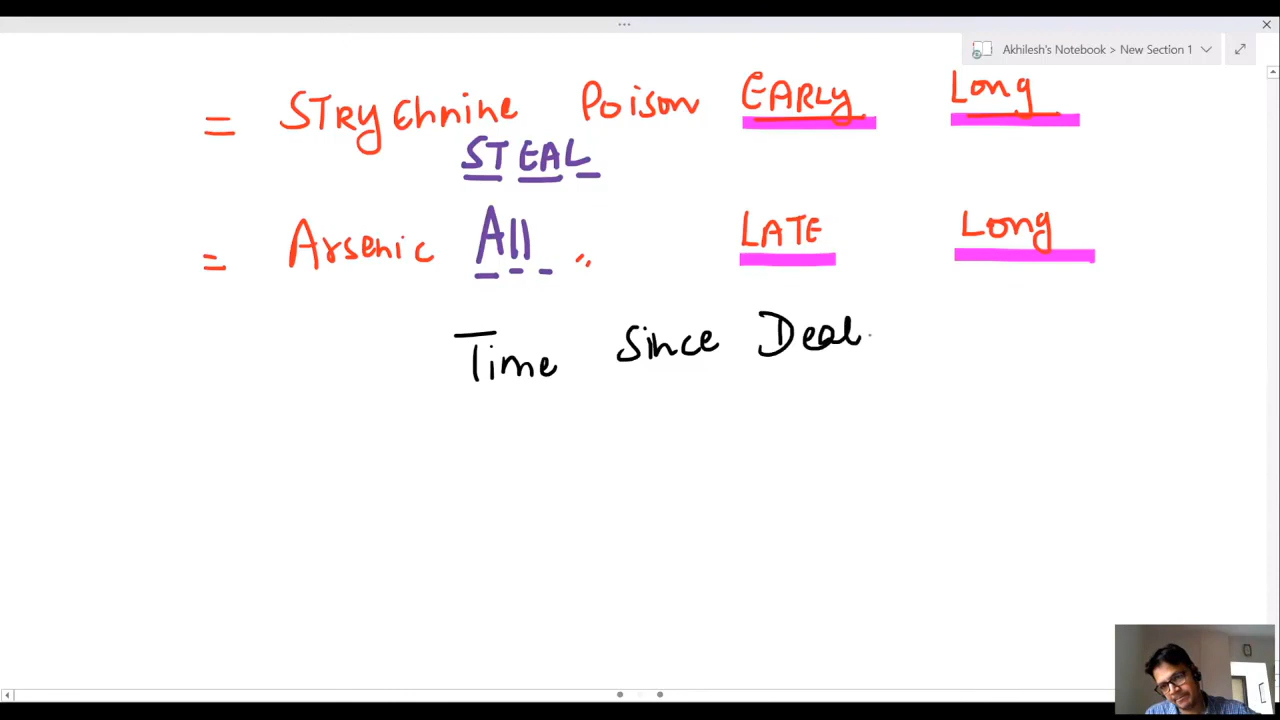 Akhilesh's Notebook > New Section 1
= STRYChnine Poison EARLY Long
STEAL
= Arsenic All " LATE Long
Time Since Deal